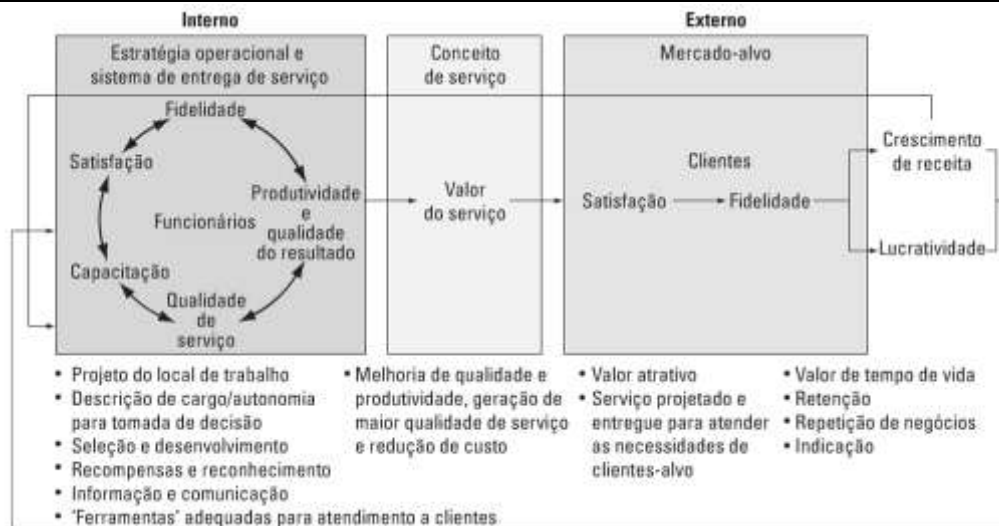 Interno
Externo
Estratégia operacional e
sistema de entrega de serviço
Fidelidade
Satisfação
Produtividade
e
qualidade
do resultado
Funcionários
Capacitação
Qualidade
de
serviço
Conceito
de serviço
Valor
do serviço
Mercado-alvo
Clientes
Satisfação
Fidelidade
Crescimento
de receita
Lucratividade
• Projeto do local de trabalho
• Descrição de cargo/autonomia
para tomada de decisão
• Seleção e desenvolvimento
• Recompensas e reconhecimento
• Informação e comunicação
• 'Ferramentas' adequadas para atendimento a clientes
• Melhoria de qualidade e
produtividade, geração de
maior qualidade de serviço
e redução de custo
• Valor atrativo
• Serviço projetado e
entregue para atender
as necessidades de
clientes-alvo
• Valor de tempo de vida
• Retenção
• Repetição de negócios
• Indicação